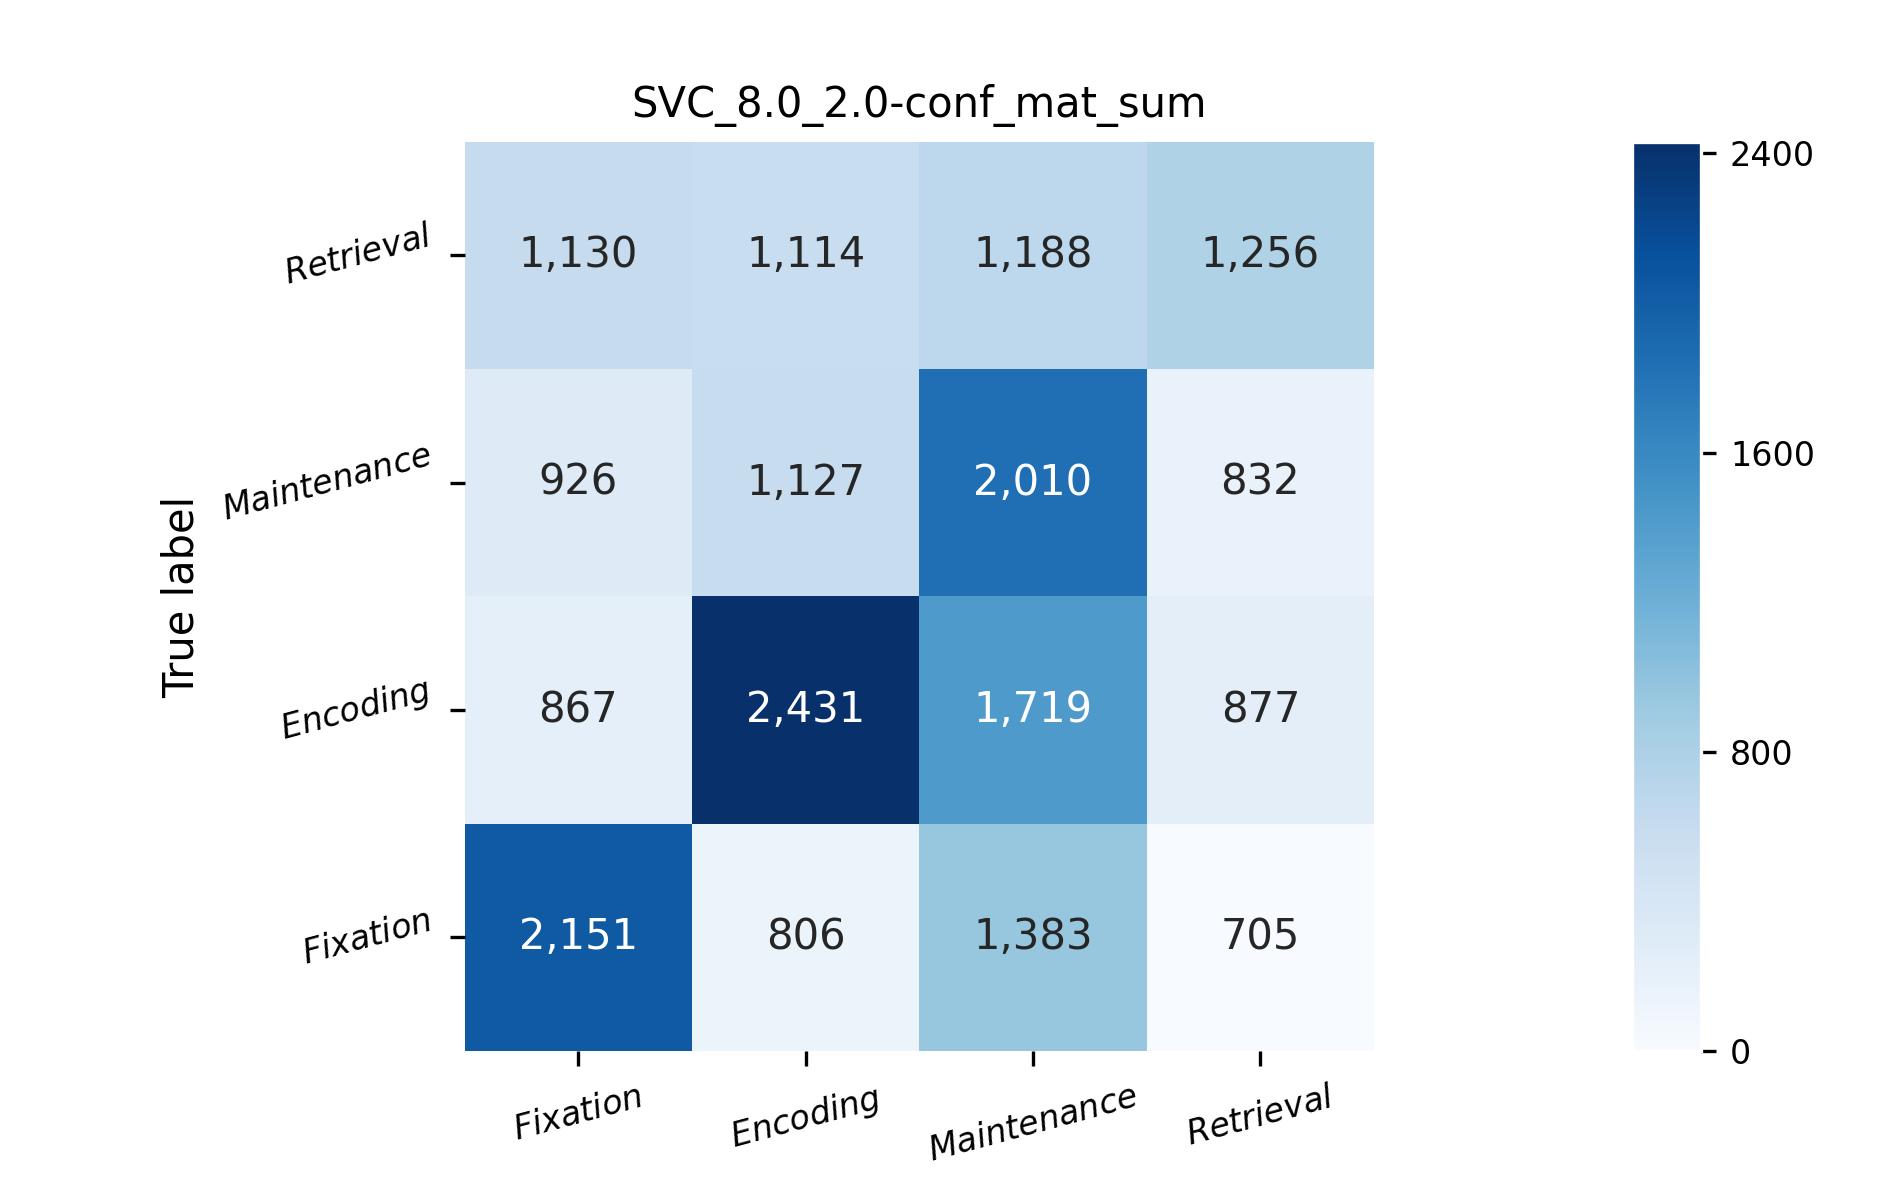 SVC_8.0_2.0-conf_mat_sum
Retrieval 1,130 1,114 1,188 1,256
Maintenance 926 1,127 2,010 832
Encoding 867 2,431 1,719 877
Fixation 2,151 806 1,383 705
Fixation Encoding Maintenance Retrieval
True label
2400
1600
800
0